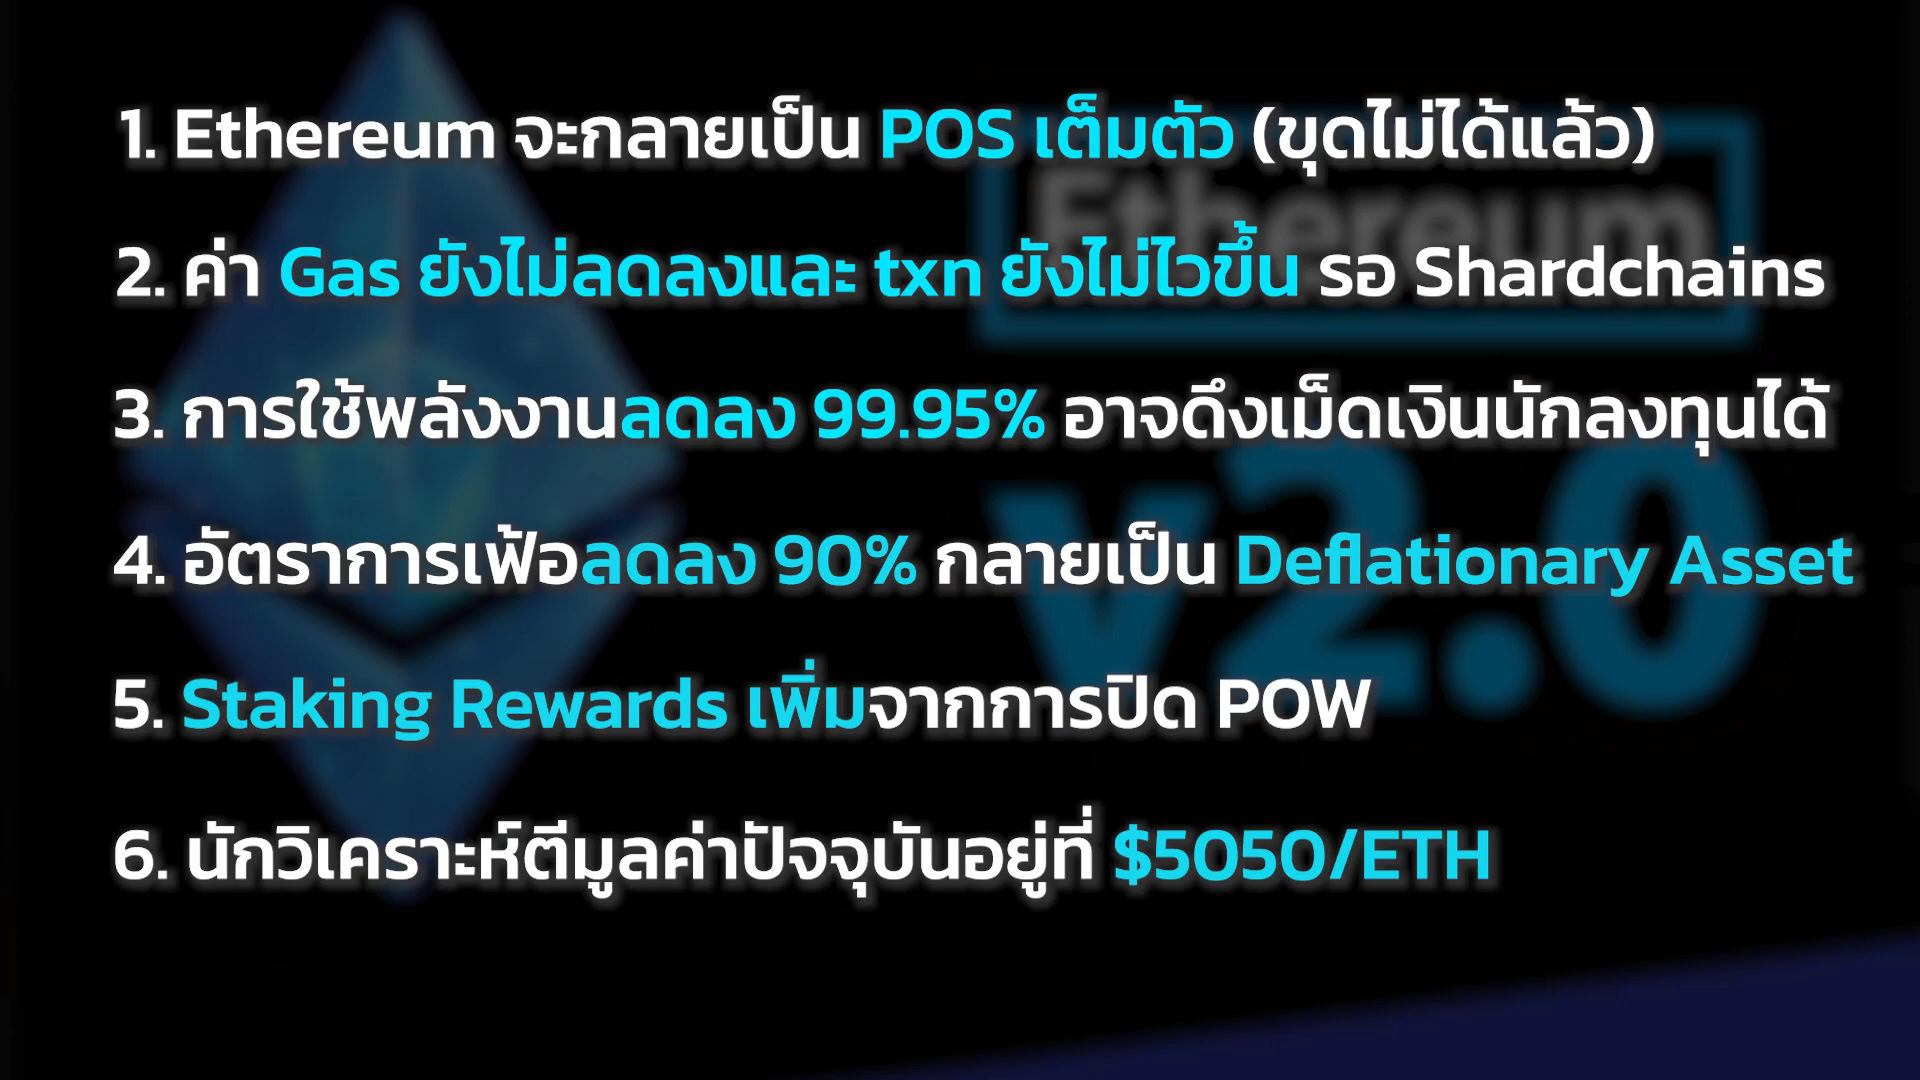 1. Ethereum จะกลายเป็น POS เต็มตัว (ขุดไม่ได้แล้ว)
Ethereum
2. ค่า Gas ยังไม่ลดลงและ txn ยังไม่ไวขึ้น รอ Shardchains
3. การใช้พลังงานลดลง 99.95% อาจดึงเม็ดเงินนักลงทุนได้
v2.0
4. อัตราการเฟ้อลดลง 90% กลายเป็น Deflationary Asset
5. Staking Rewards เพิ่มจากการปิด POW
6. นักวิเคราะห์ตีมูลค่าปัจจุบันอยู่ที่ $5050/ETH